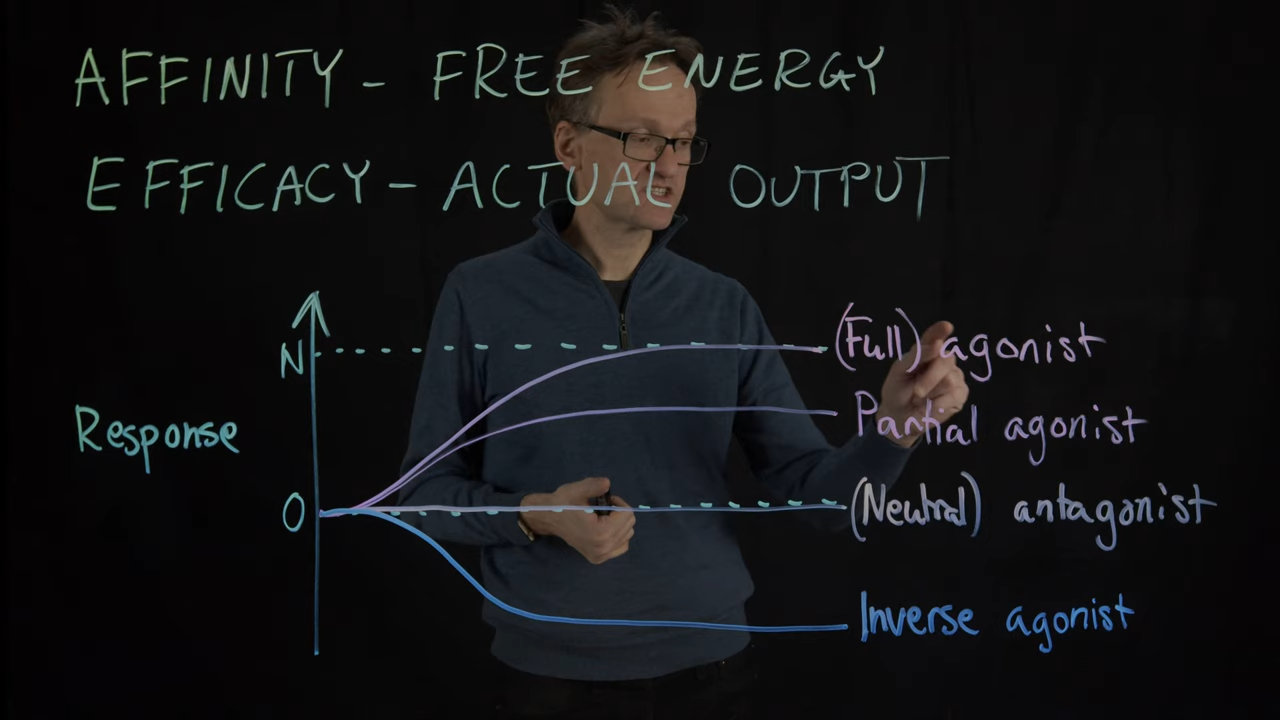 AFFINITY - FREE ENERGY
EFFICACY - ACTUAL OUTPUT
N
(Full) agonist
Response
Partial agonist
0
(Neutral) antagonist
Inverse agonist